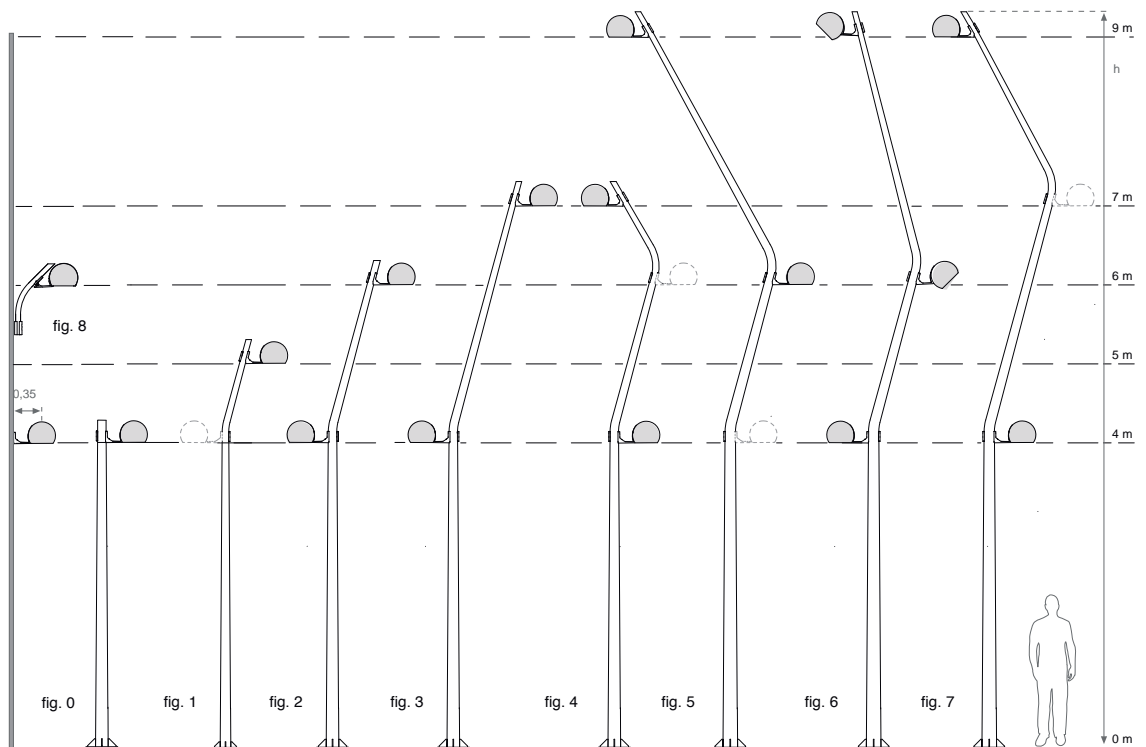 9 m
h
7 m
6 m
fig. 8
5 m
0,35
4 m
fig. 0
fig. 1
fig. 2
fig. 3
fig. 4
fig. 5
fig. 6
fig. 7
0 m